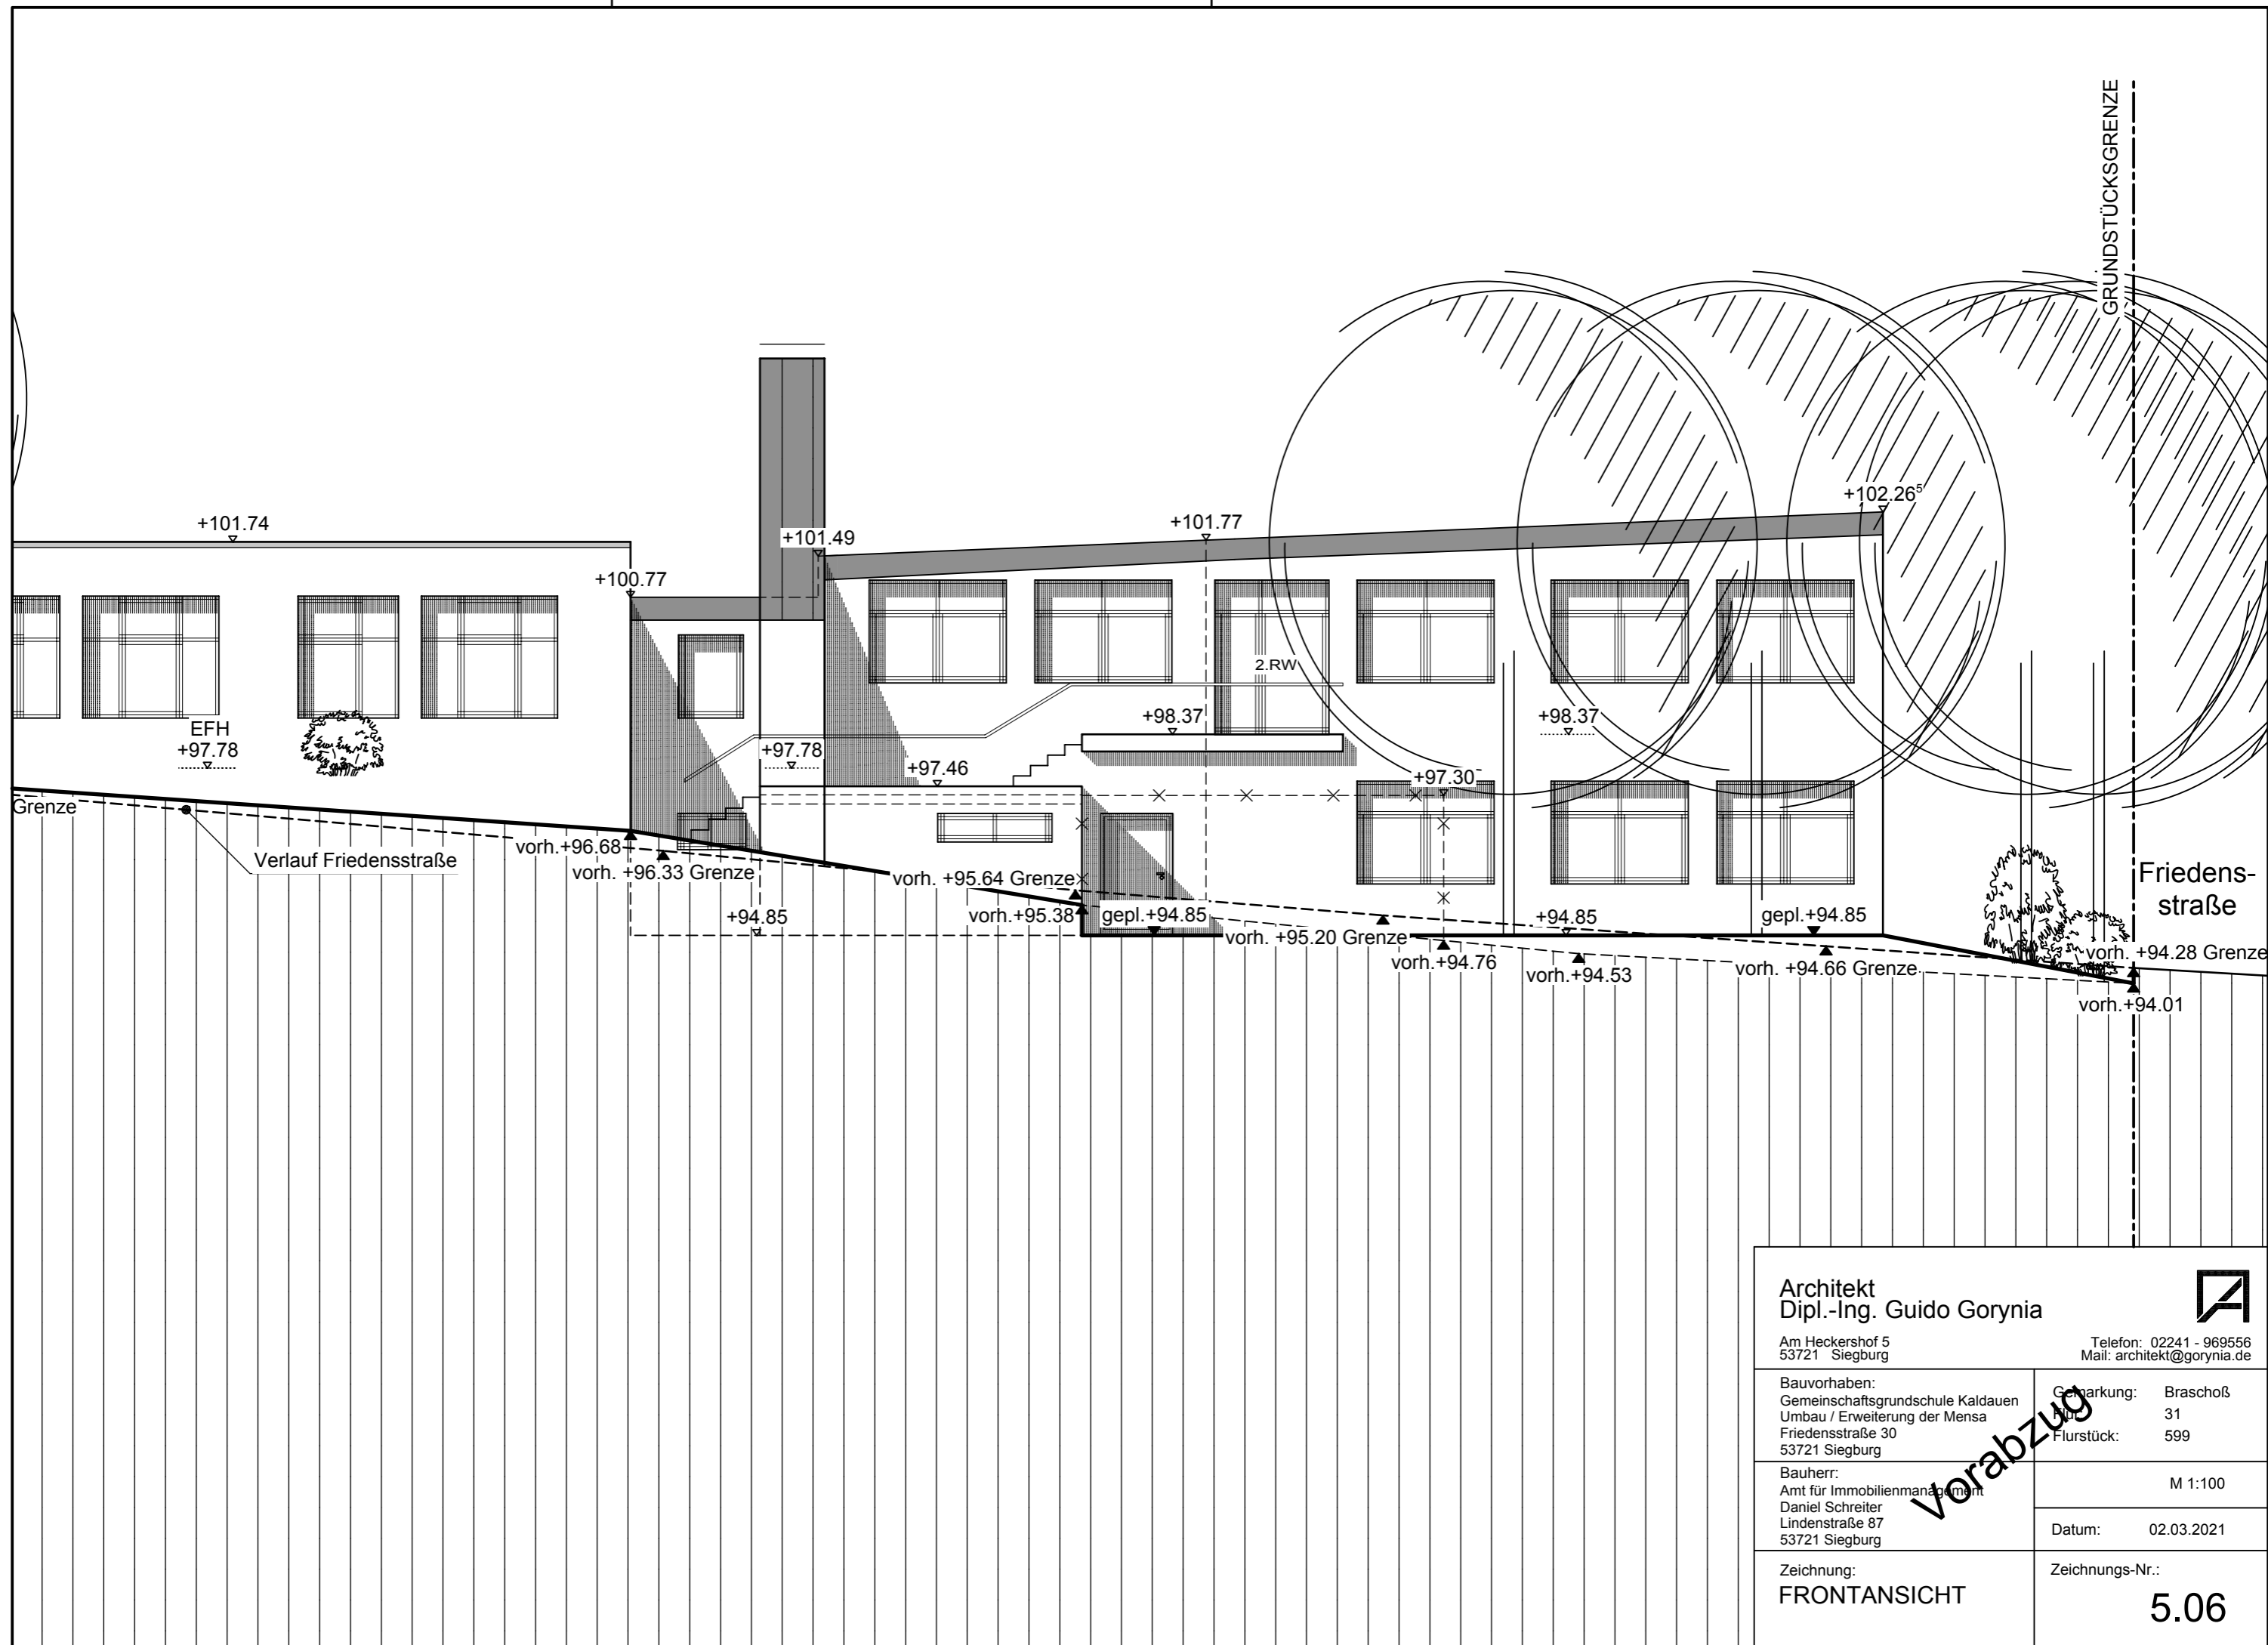 GRUNDSTÜCKSGRENZE
+102.26⁵
+101.74
+101.77
+101.49
+100.77
2.RW
+98.37
+98.37
EFH
+97.78
+97.78
+97.46
+97.30
Grenze
Verlauf Friedensstraße
vorh.+96.68
vorh. +96.33 Grenze
vorh. +95.64 Grenze
vorh.+95.38
+94.85
gepl.+94.85
+94.85
gepl.+94.85
vorh. +95.20 Grenze
vorh.+94.76
vorh.+94.53
vorh. +94.66 Grenze
Friedens-
straße
vorh. +94.28 Grenze
vorh.+94.01
Architekt
Dipl.-Ing. Guido Gorynia
Am Heckershof 5
53721 Siegburg
Telefon: 02241 - 969556
Mail: architekt@gorynia.de
Bauvorhaben:
Gemeinschaftsgrundschule Kaldauen
Umbau / Erweiterung der Mensa
Friedensstraße 30
53721 Siegburg
Gemarkung: Braschoß
Flur: 31
Flurstück: 599
Vorabzug
Bauherr:
Amt für Immobilienmanagement
Daniel Schreiter
Lindenstraße 87
53721 Siegburg
M 1:100
Datum: 02.03.2021
Zeichnung:
FRONTANSICHT
Zeichnungs-Nr.:
5.06